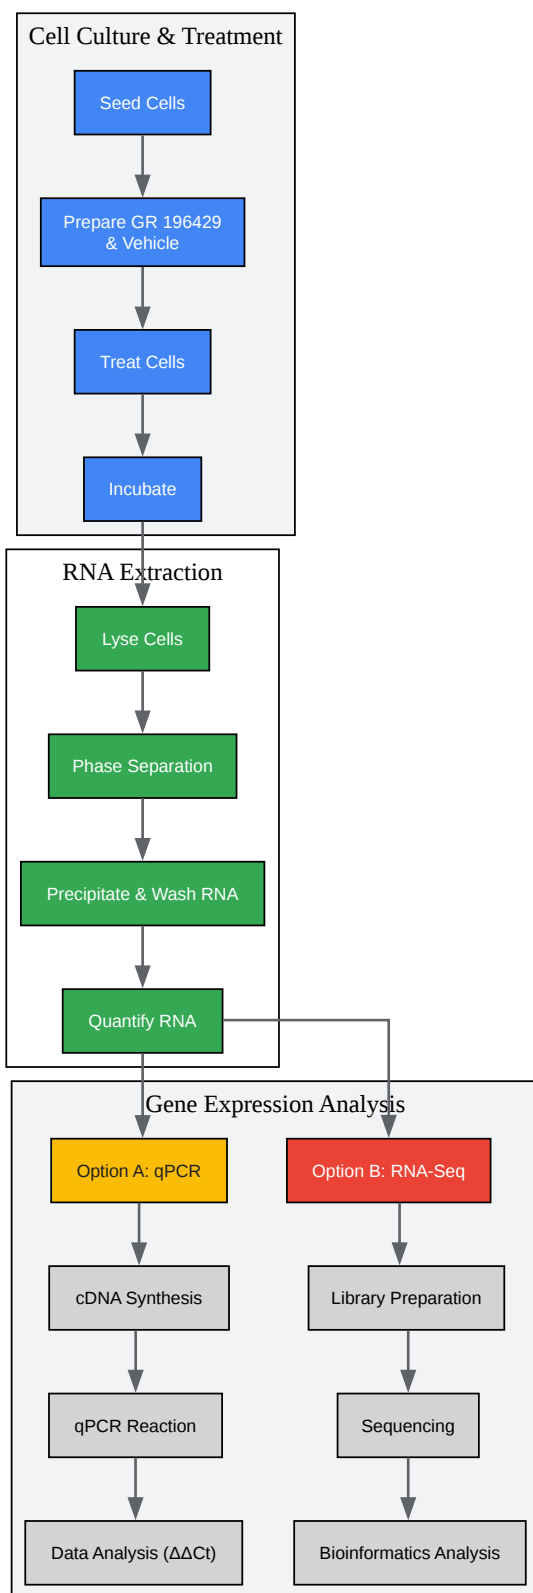 Cell Culture & Treatment
Seed Cells
Prepare GR 196429
& Vehicle
Treat Cells
Incubate
RNA Extraction
Lyse Cells
Phase Separation
Precipitate & Wash RNA
Quantify RNA
Gene Expression Analysis
Option A: qPCR
Option B: RNA-Seq
cDNA Synthesis
Library Preparation
qPCR Reaction
Sequencing
Data Analysis (ΔΔCt)
Bioinformatics Analysis